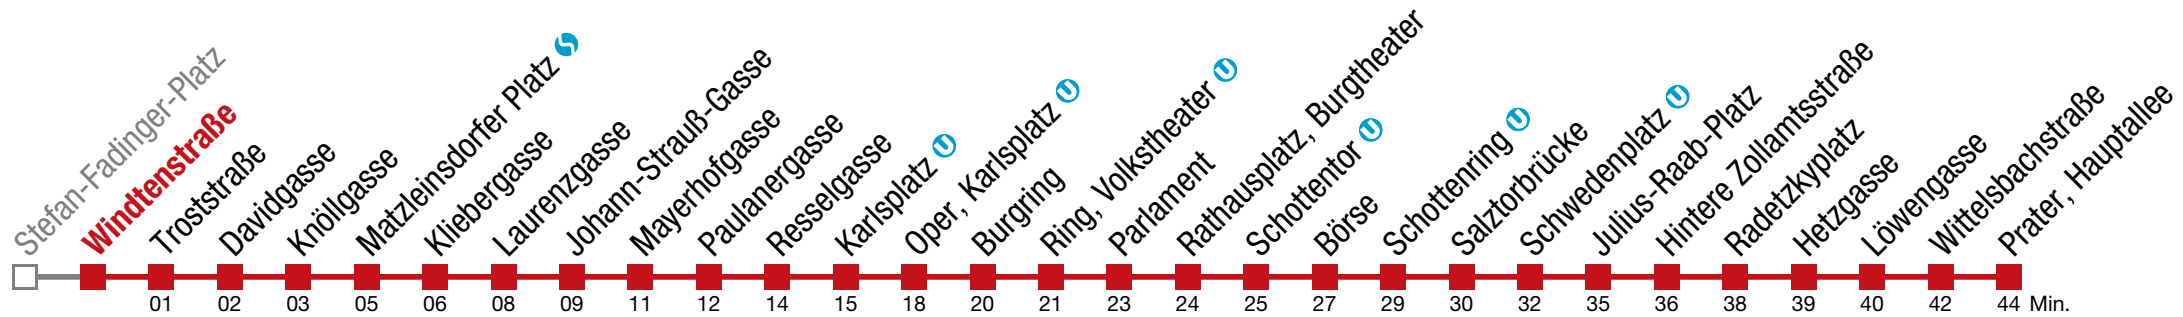 Stefan-Fadinger-Platz
Windtenstraße
Troststraße
Davidgasse
Knöllgasse
Matzleinsdorfer Platz
Kliebergasse
Laurenzgasse
Johann-Strauß-Gasse
Mayerhofgasse
Paulanergasse
Resselgasse
Karlsplatz U
Oper, Karlsplatz U
Burgring
Ring, Volkstheater U
Parlament
Rathausplatz, Burgtheater
Schottentor U
Börse
Schottenring U
Salztorbrücke
Schwedenplatz U
Julius-Raab-Platz
Hintere Zollamtsstraße
Radetzkyplatz
Hetzgasse
Löwengasse
Wittelsbachstraße
Prater, Hauptallee
01 02 03 05 06 08 09 11 12 14 15 18 20 21 23 24 25 27 29 30 32 35 36 38 39 40 42 44 Min.